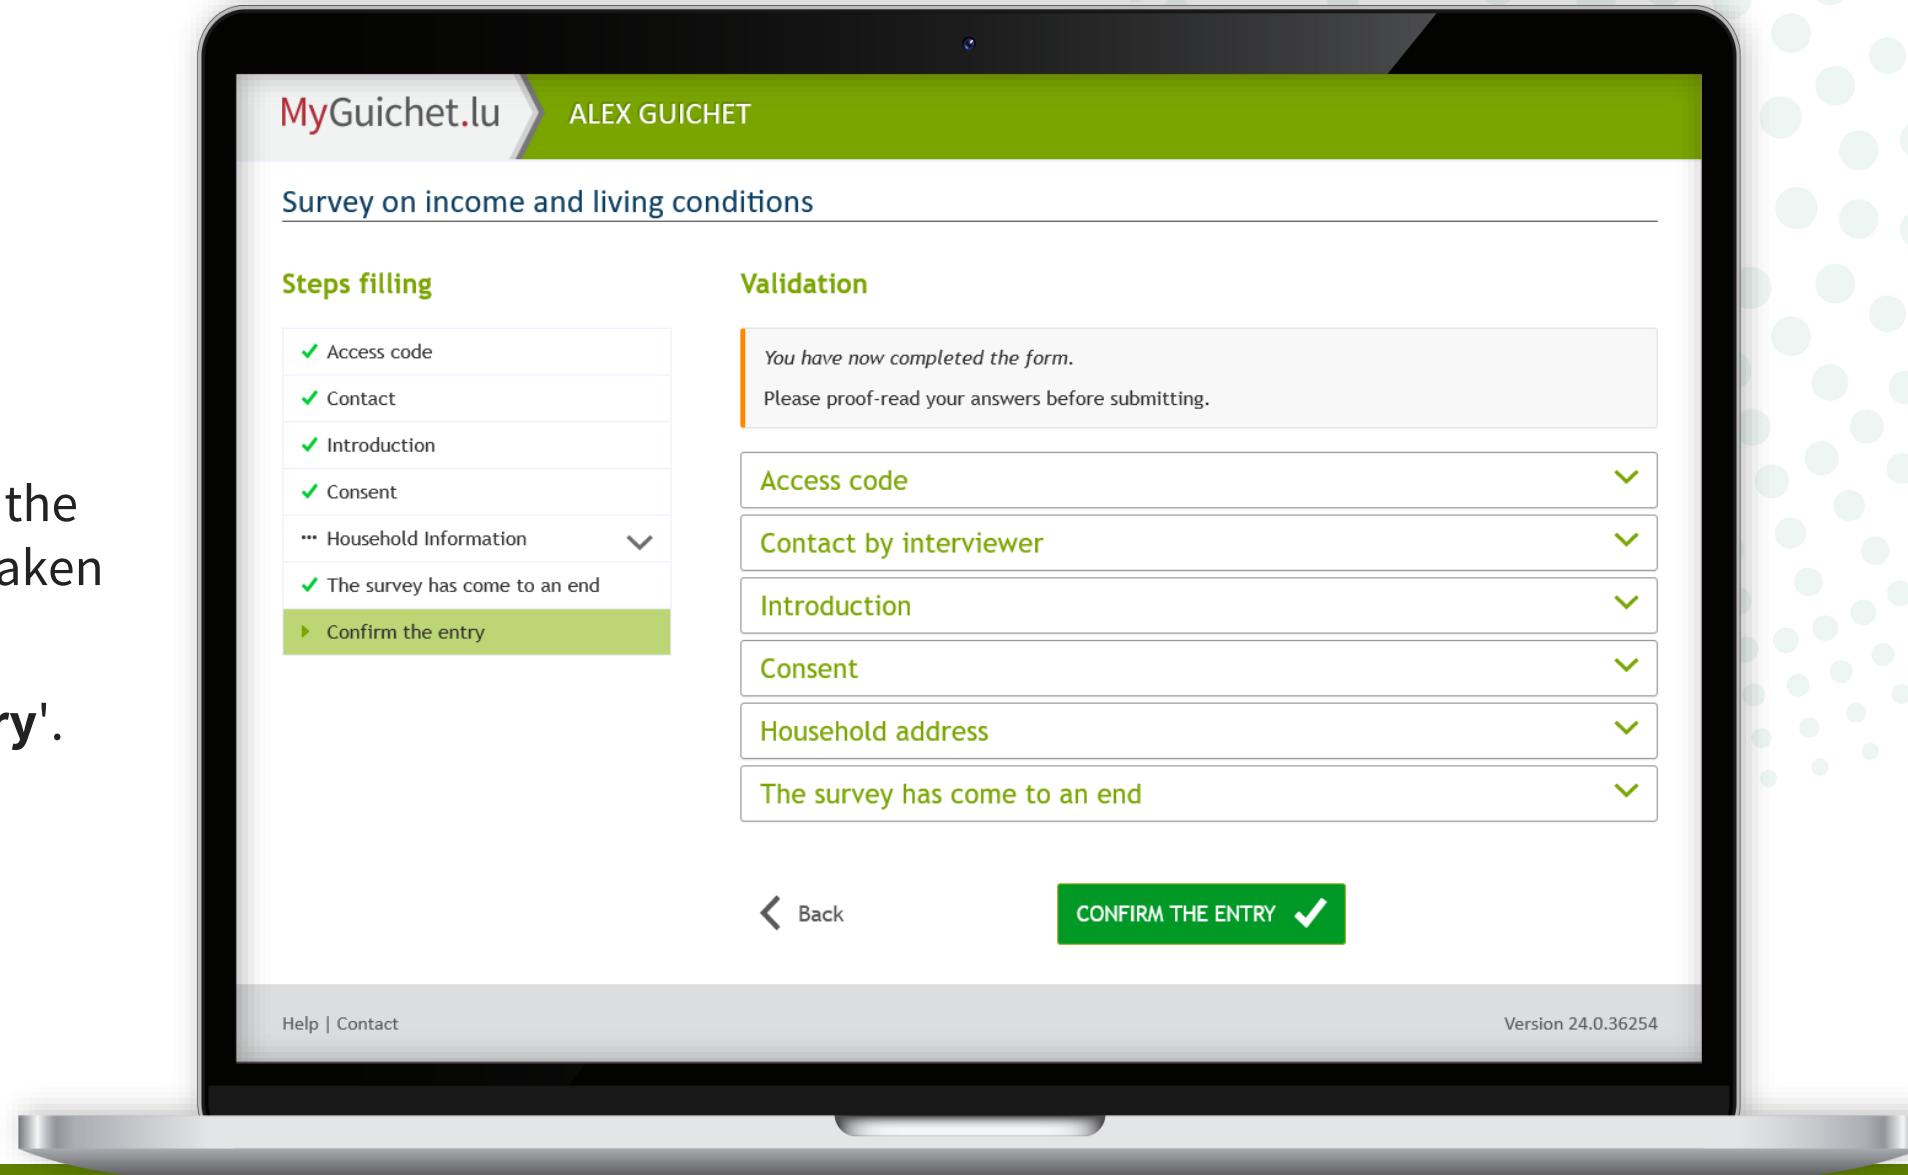 the
aken
ry'.
MyGuichet.lu
ALEX GUICHET
Survey on income and living conditions
Steps filling
Access code
Contact
Introduction
Consent
Household Information
The survey has come to an end
Confirm the entry
Validation
You have now completed the form.
Please proof-read your answers before submitting.
Access code
Contact by interviewer
Introduction
Consent
Household address
The survey has come to an end
Back
CONFIRM THE ENTRY
Help | Contact
Version 24.0.36254